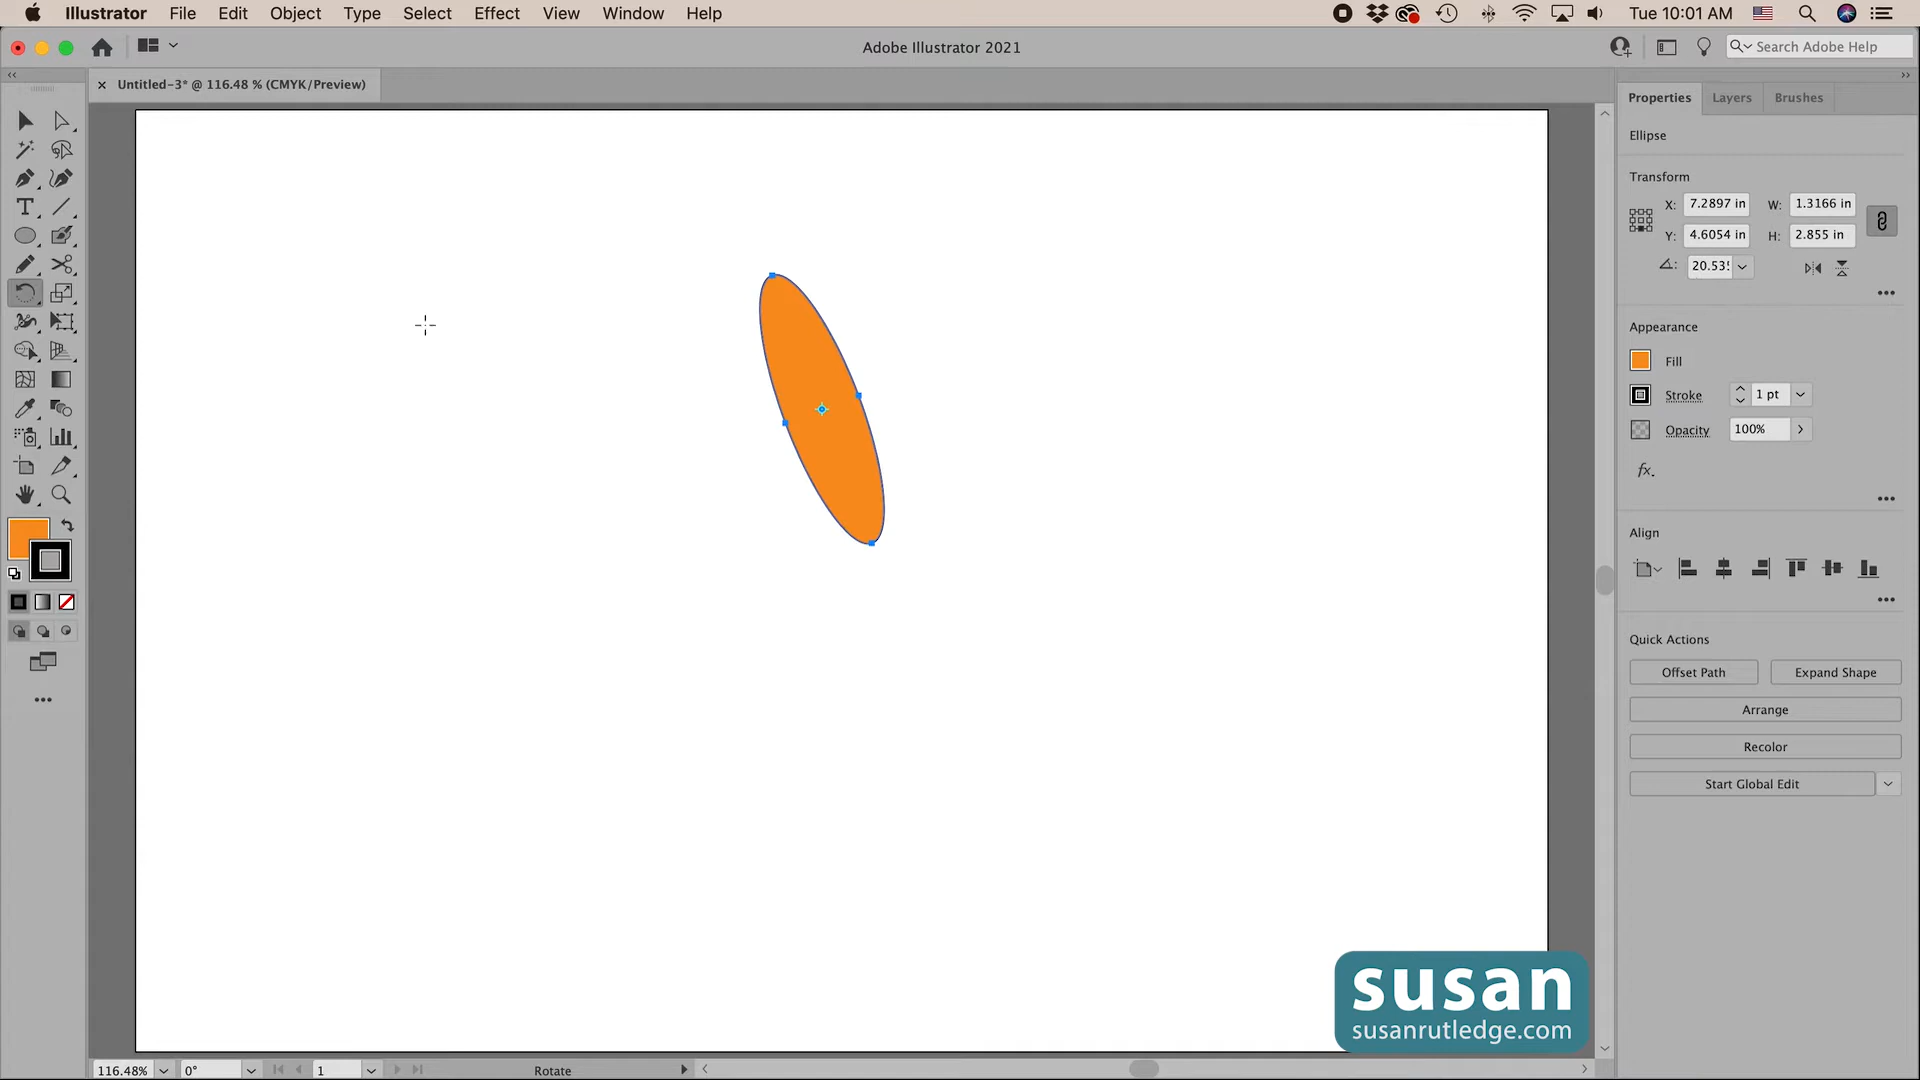 Illustrator File Edit Object Type Select Effect View Window Help
Tue 10:01 AM
Adobe Illustrator 2021
Search Adobe Help
Untitled-3* @ 116.48 % (CMYK/Preview)
Properties Layers Brushes
Ellipse
Transform
X: 7.2897 in W: 1.3166 in
Y: 4.6054 in H: 2.855 in
20.53
Appearance
Fill
Stroke 1 pt
Opacity 100%
fx.
Align
Quick Actions
Offset Path Expand Shape
Arrange
Recolor
Start Global Edit
susan
susanrutledge.com
116.48% 0° 1 Rotate